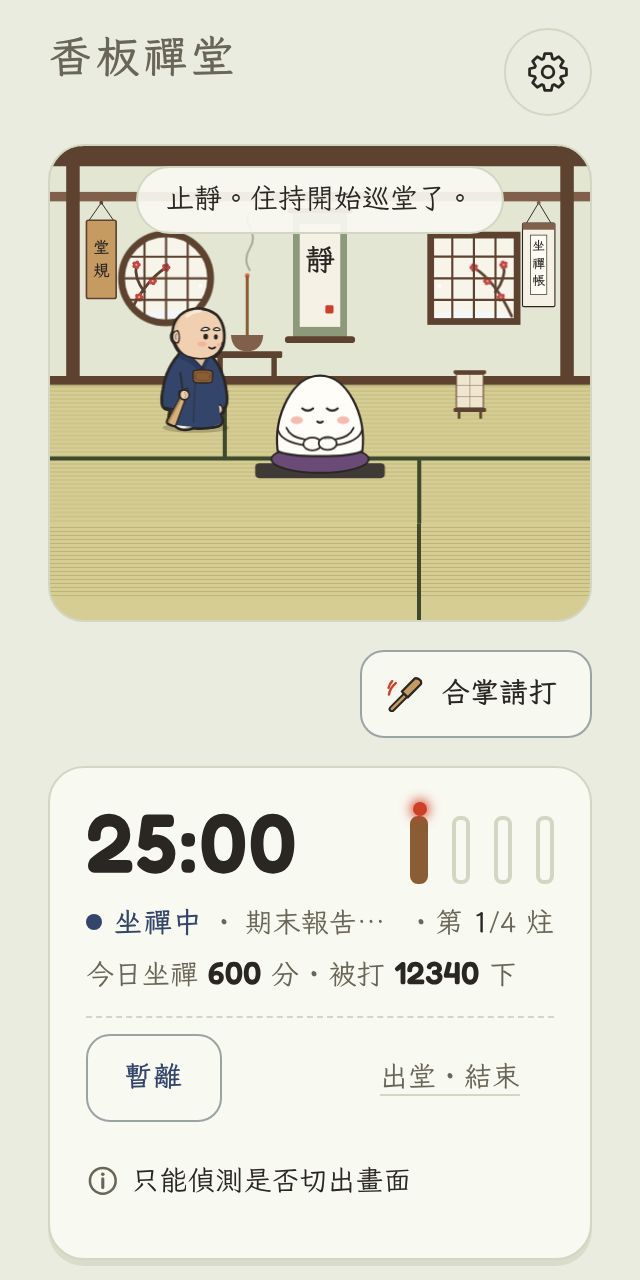 香板禪堂
止靜。住持開始巡堂了。
堂規
靜
坐禪帳
合掌請打
25:00
坐禪中 · 期末報告… · 第 1/4 炷
今日坐禪 600 分 · 被打 12340 下
暫離
出堂 · 結束
只能偵測是否切出畫面